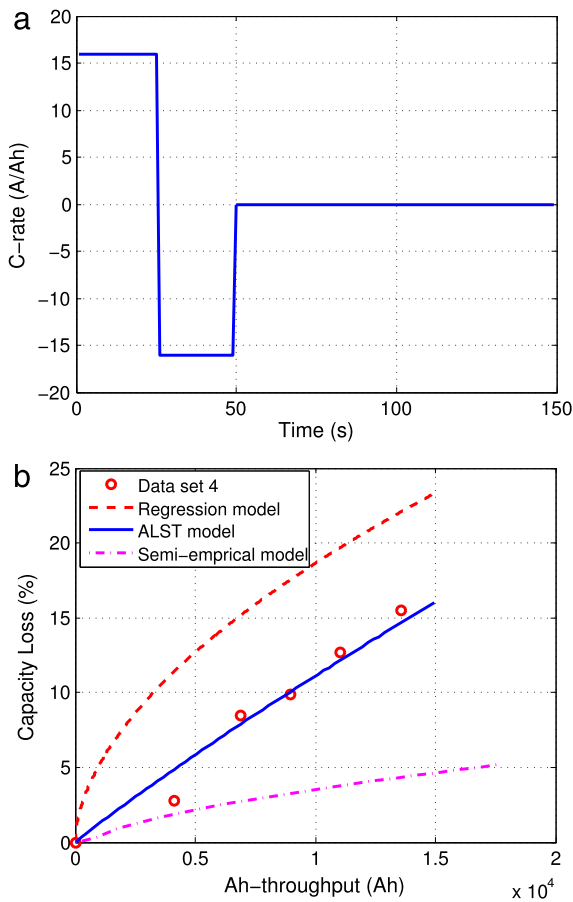 a
20
15
10
5
0
−5
−10
−15
−20
C−rate (A/Ah)
0
50
100
150
Time (s)
b
25
20
15
10
5
0
Capacity Loss (%)
Data set 4
Regression model
ALST model
Semi−emprical model
0
0.5
1
1.5
2
Ah−throughput (Ah)
x 10⁴